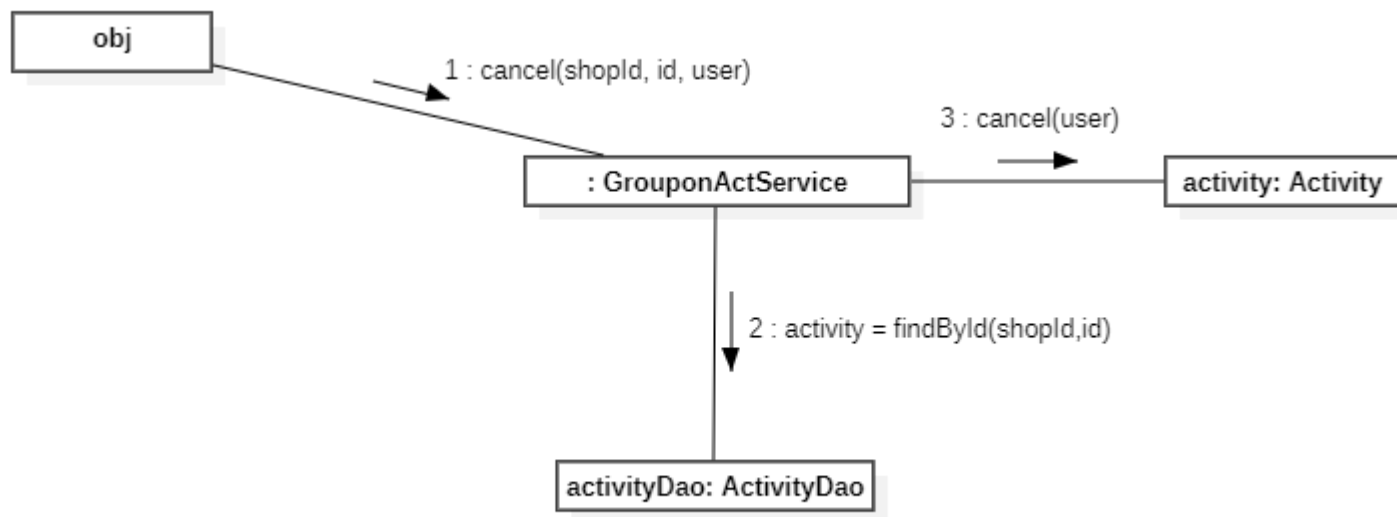 obj
1 : cancel(shopId, id, user)
3 : cancel(user)
: GrouponActService
activity: Activity
2 : activity = findById(shopId,id)
activityDao: ActivityDao